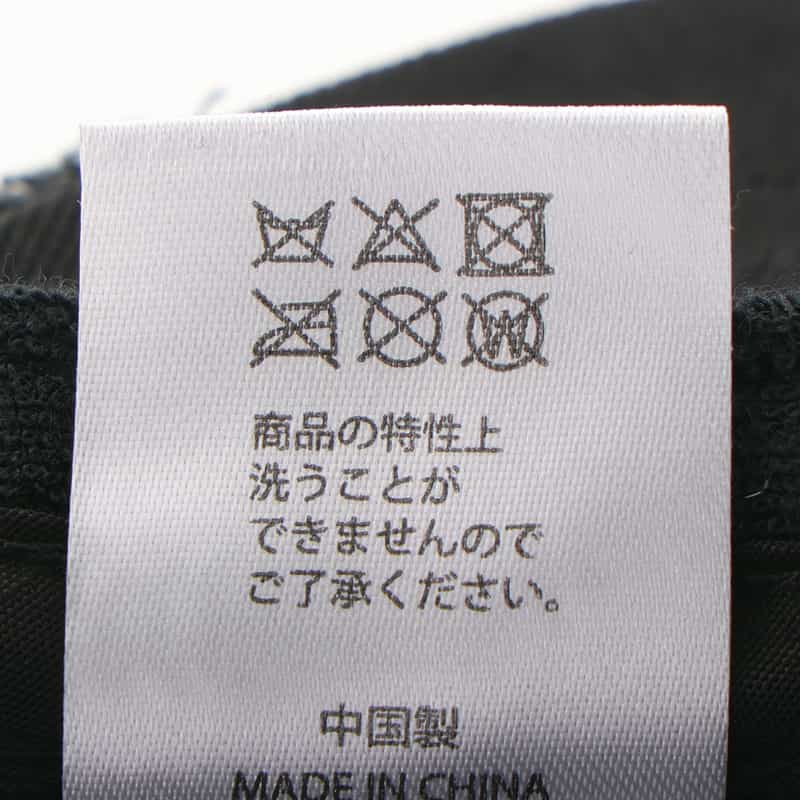 商品の特性上
洗うことが
できませんので
ご了承ください。
中国製
MADE IN CHINA